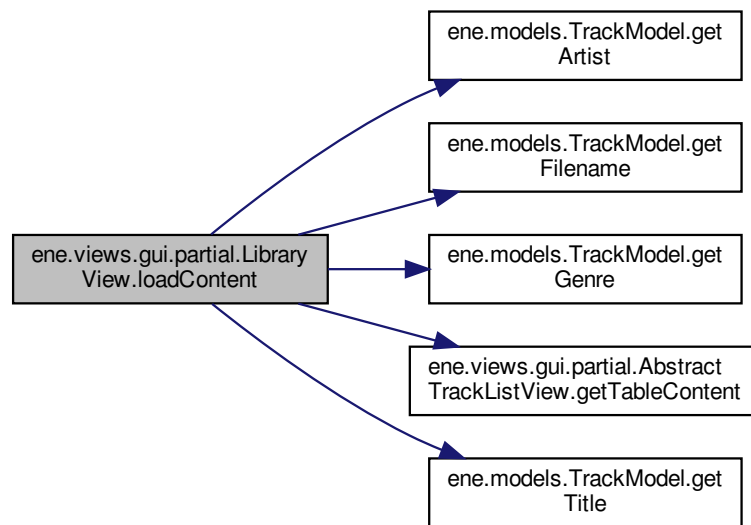 ene.models.TrackModel.get
Artist
ene.models.TrackModel.get
Filename
ene.views.gui.partial.Library
View.loadContent
ene.models.TrackModel.get
Genre
ene.views.gui.partial.Abstract
TrackListView.getTableContent
ene.models.TrackModel.get
Title